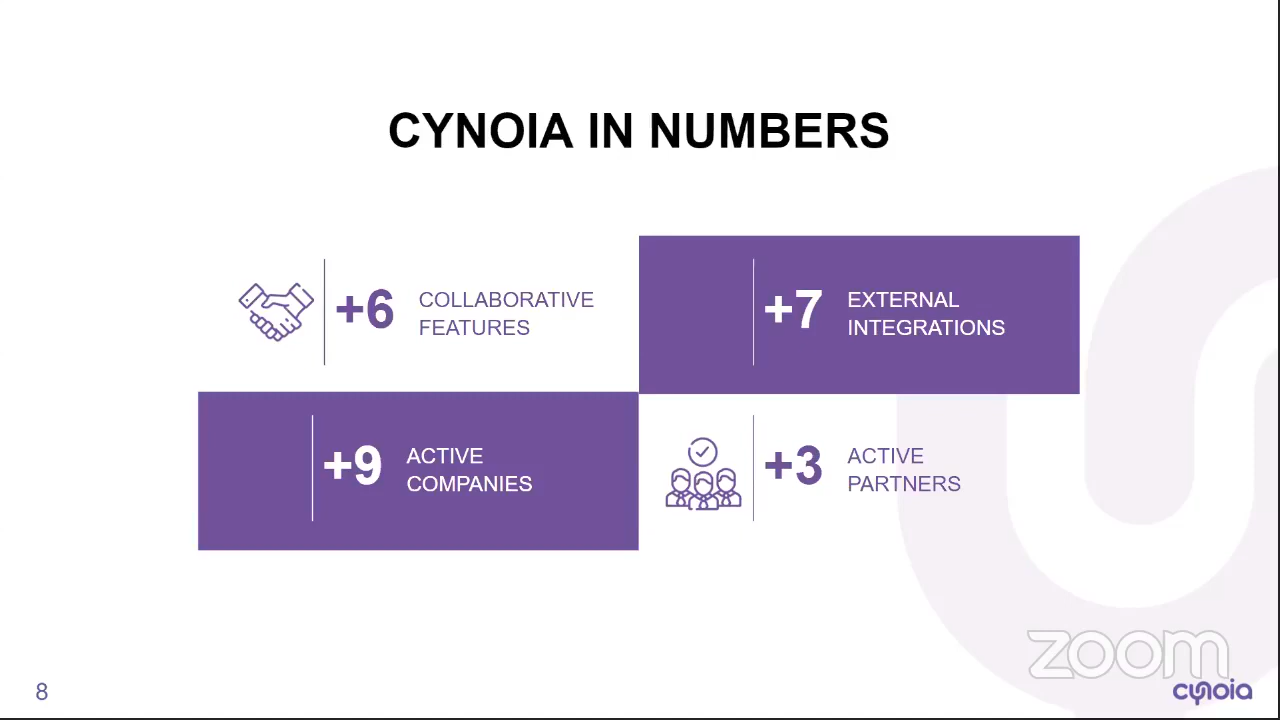 CYNOIA IN NUMBERS
+6 COLLABORATIVE
FEATURES
+7 EXTERNAL
INTEGRATIONS
+9 ACTIVE
COMPANIES
+3 ACTIVE
PARTNERS
zoom
cynoia
8